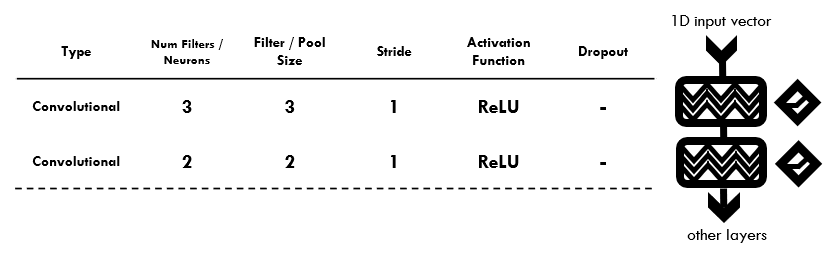 1D input vector
Type Num Filters / Neurons Filter / Pool Size Stride Activation Function Dropout
Convolutional 3 3 1 ReLU -
Convolutional 2 2 1 ReLU -
other layers